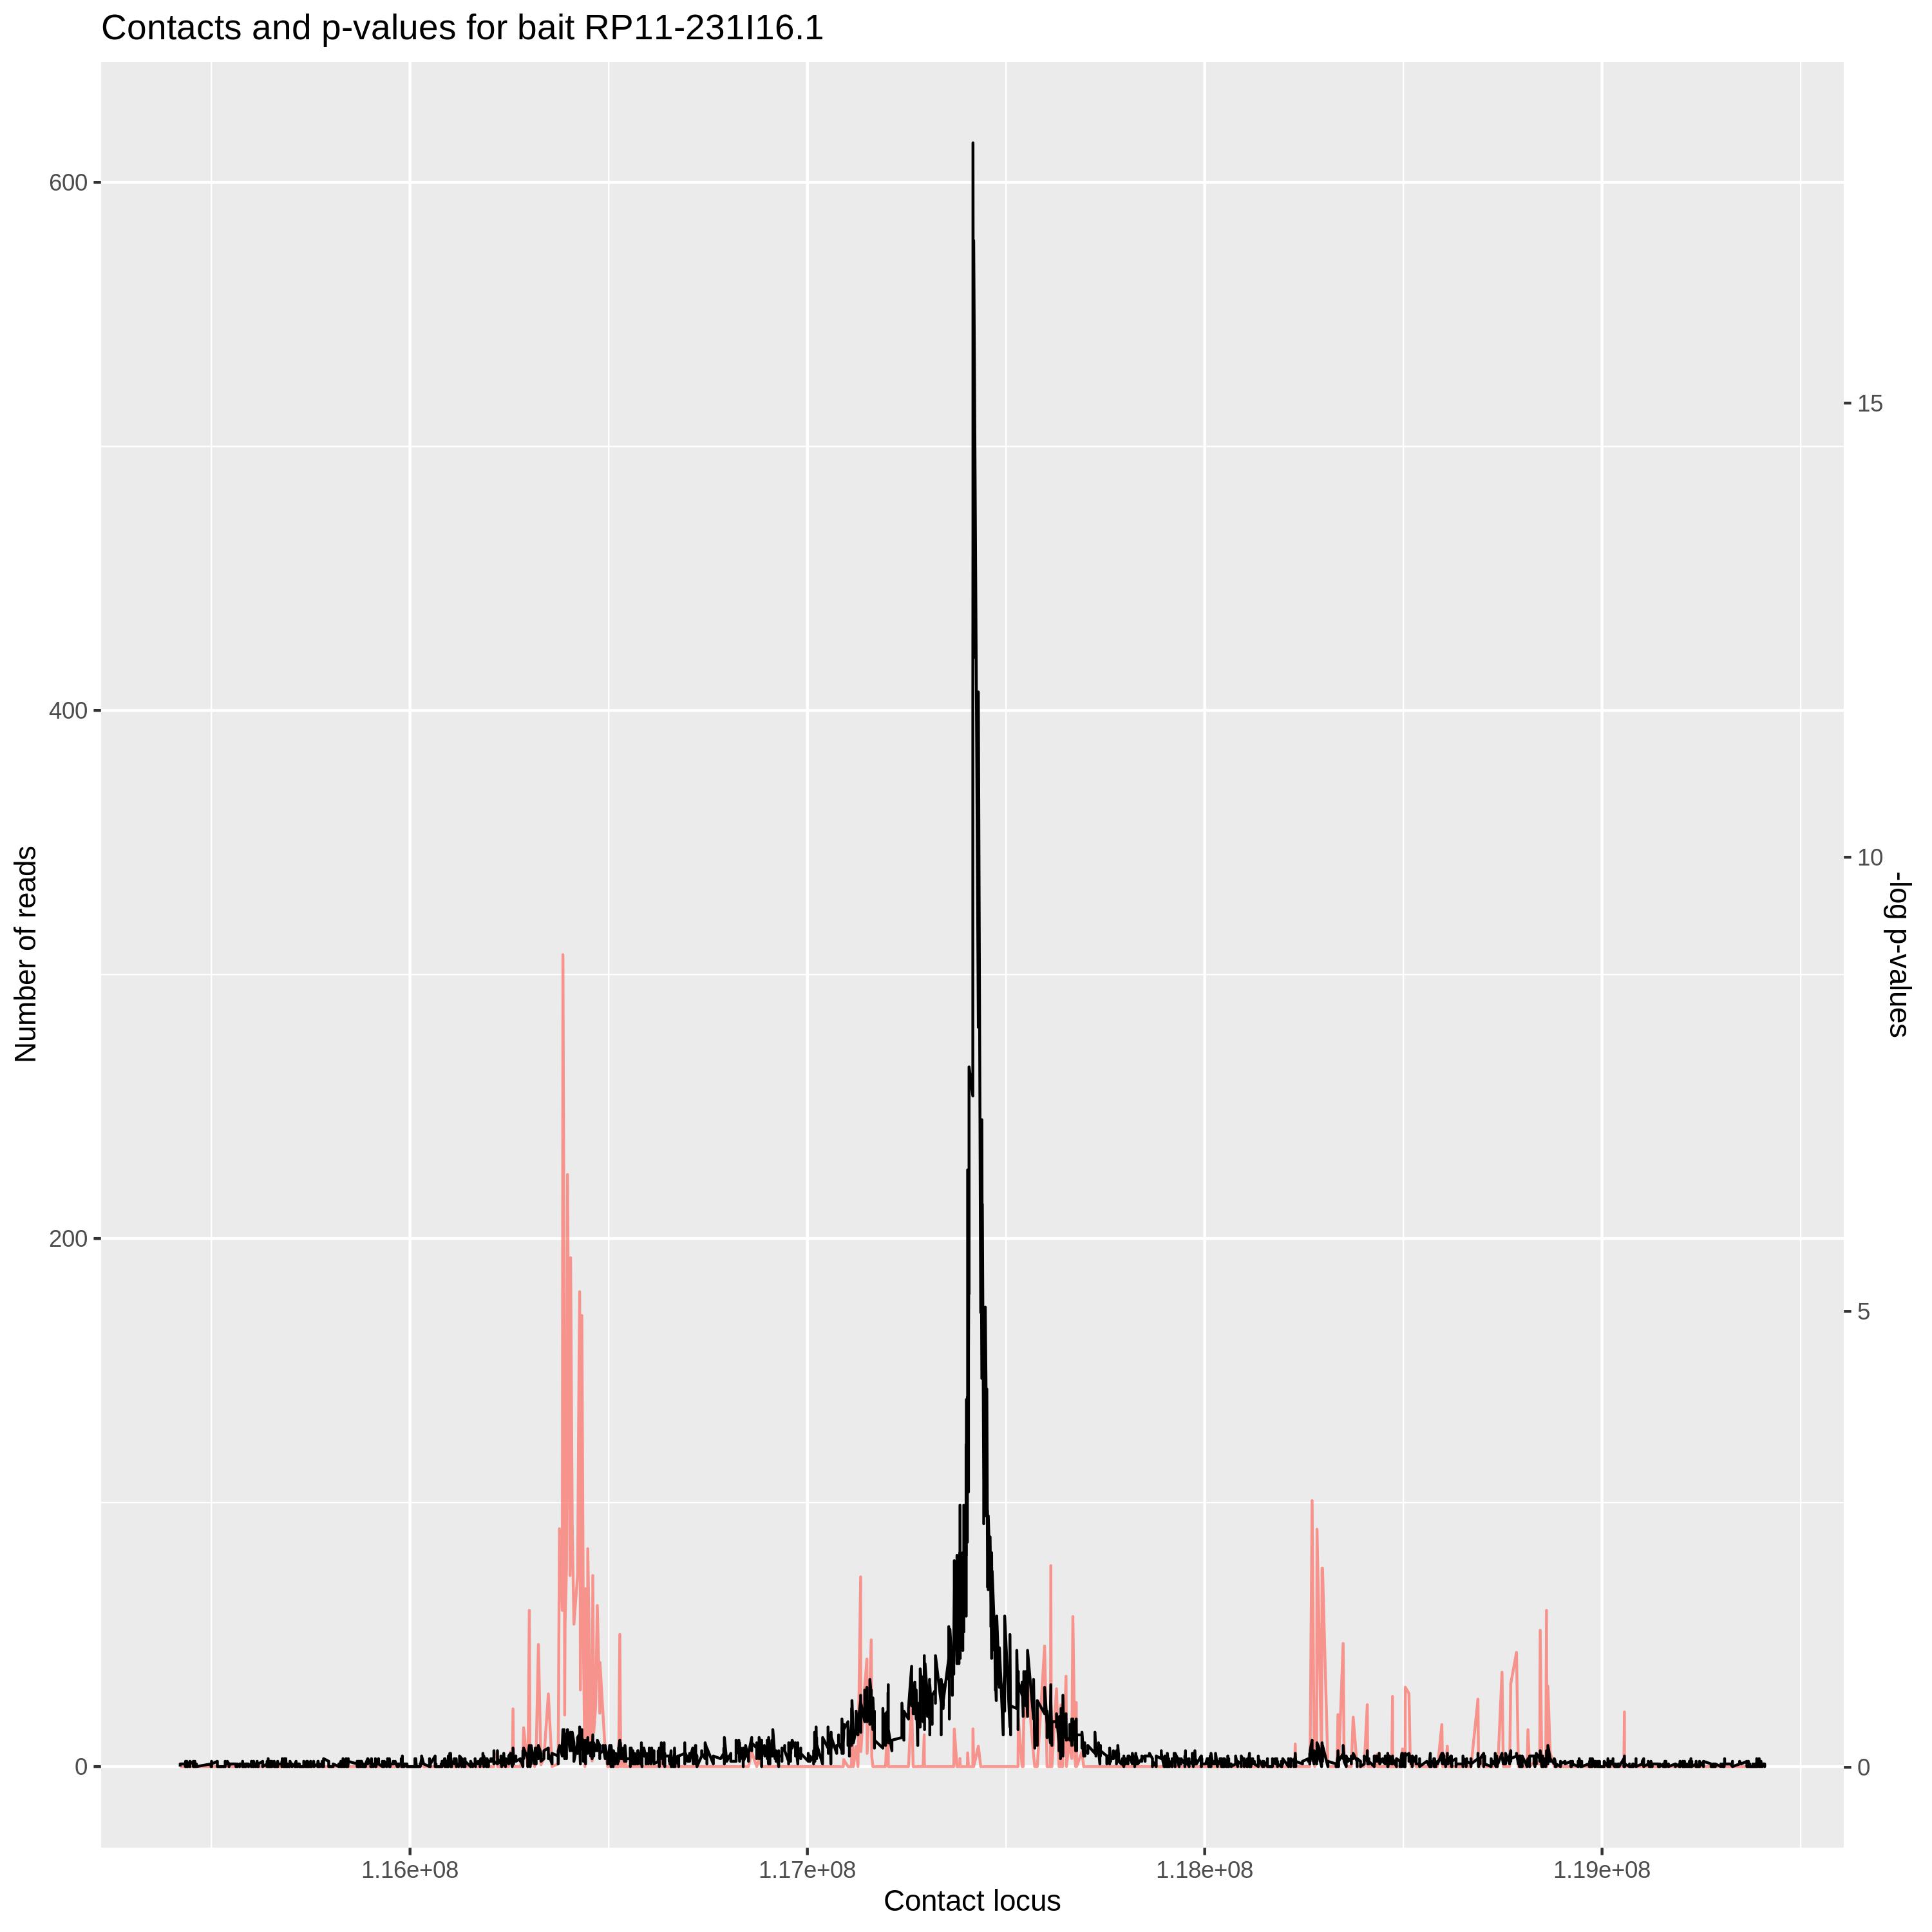 Contacts and p-values for bait RP11-231I16.1
600
400
200
0
Number of reads
15
10
5
0
-log p-values
1.16e+08
1.17e+08
1.18e+08
1.19e+08
Contact locus